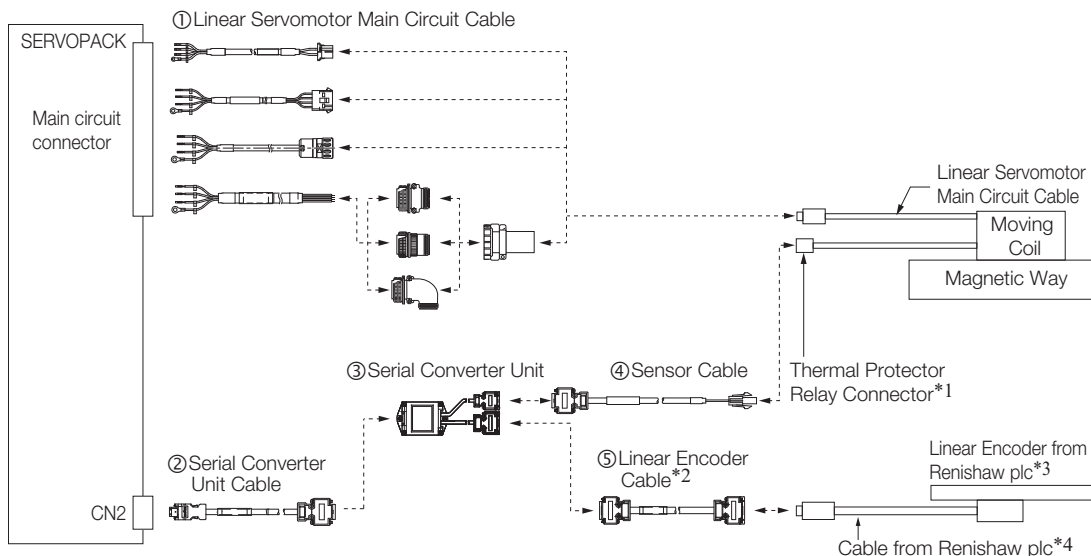 ①Linear Servomotor Main Circuit Cable
SERVOPACK
Main circuit
connector
Linear Servomotor
Main Circuit Cable
Moving
Coil
Magnetic Way
Thermal Protector
Relay Connector*1
③Serial Converter Unit
④Sensor Cable
②Serial Converter
Unit Cable
⑤Linear Encoder
Cable*2
Linear Encoder from
Renishaw plc*3
CN2
Cable from Renishaw plc*4